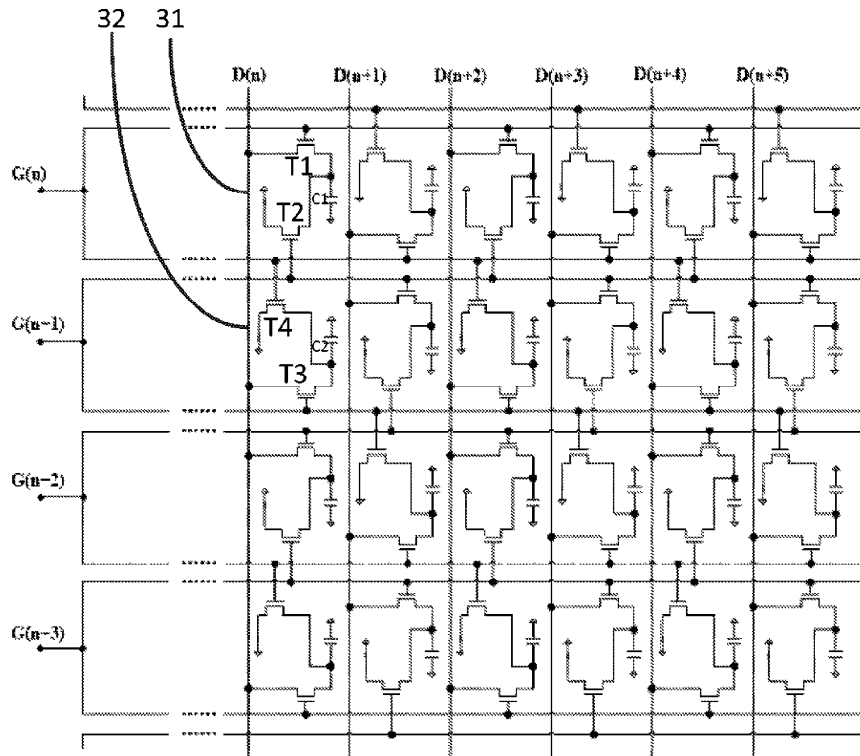 32 31
D(n) D(n+1) D(n+2) D(n+3) D(n+4) D(n+5)
G(n)
T1
C1
T2
G(n-1)
T4
C2
T3
G(n-2)
G(n-3)